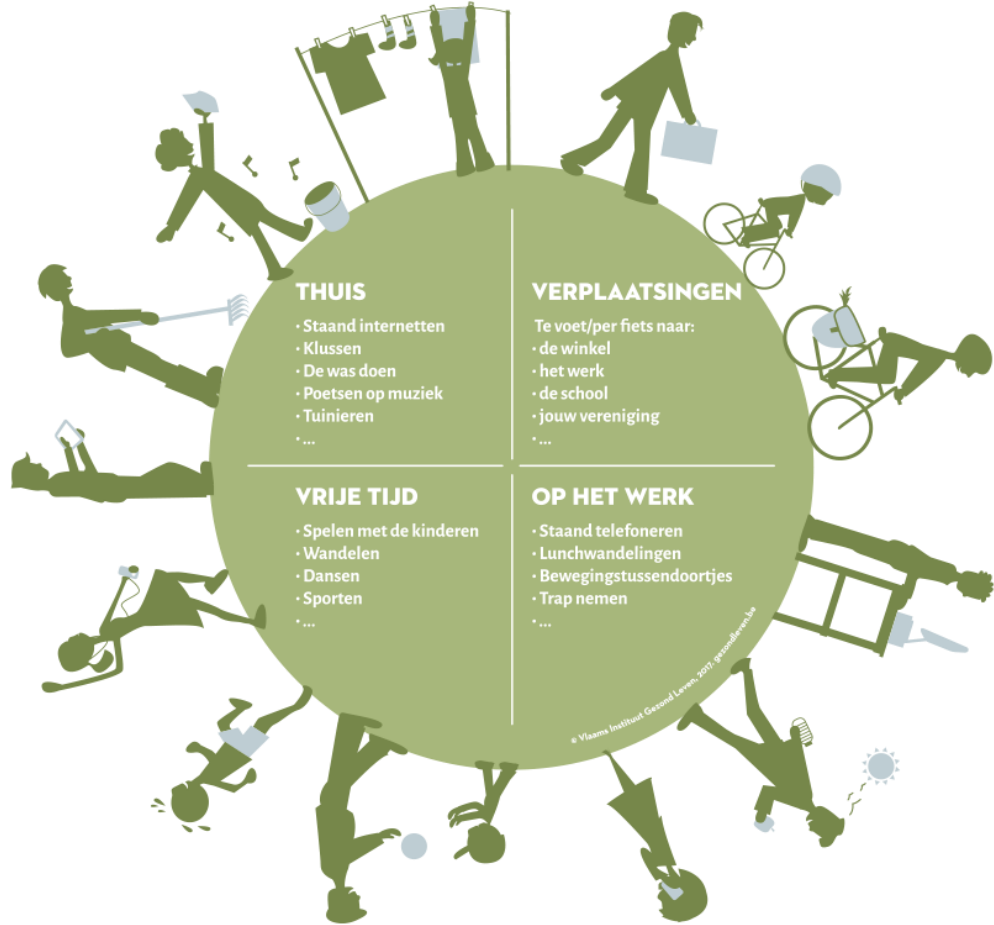 THUIS
· Staand internetten
· Klussen
· De was doen
· Poetsen op muziek
· Tuinieren
· ...
VERPLAATSINGEN
Te voet/per fiets naar:
· de winkel
· het werk
· de school
· jouw vereniging
· ...
VRIJE TIJD
· Spelen met de kinderen
· Wandelen
· Dansen
· Sporten
· ...
OP HET WERK
· Staand telefoneren
· Lunchwandelingen
· Bewegingstussendoortjes
· Trap nemen
· ...
© Vlaams Instituut Gezond Leven, 2017. gezondleven.be